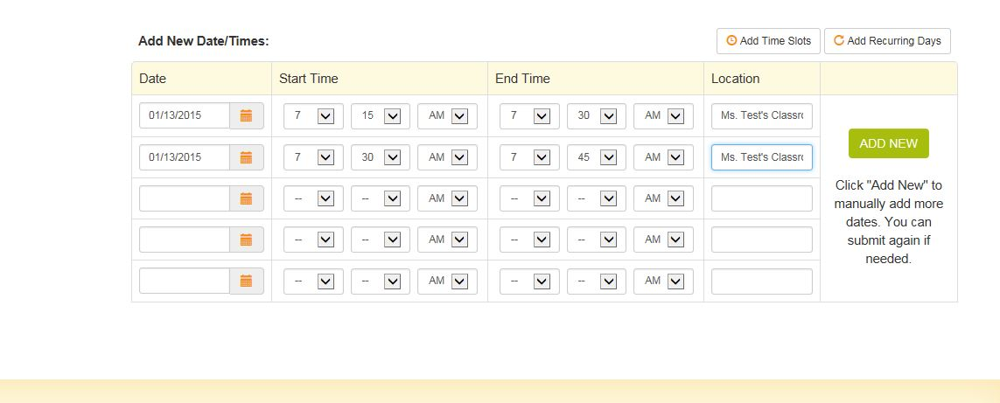 Add New Date/Times: Add Time Slots Add Recurring Days
Date Start Time End Time Location
01/13/2015 7 15 AM 7 30 AM Ms. Test's Classro
01/13/2015 7 30 AM 7 45 AM Ms. Test's Classro
-- -- AM -- -- AM
-- -- AM -- -- AM
-- -- AM -- -- AM
ADD NEW
Click "Add New" to
manually add more
dates. You can
submit again if
needed.